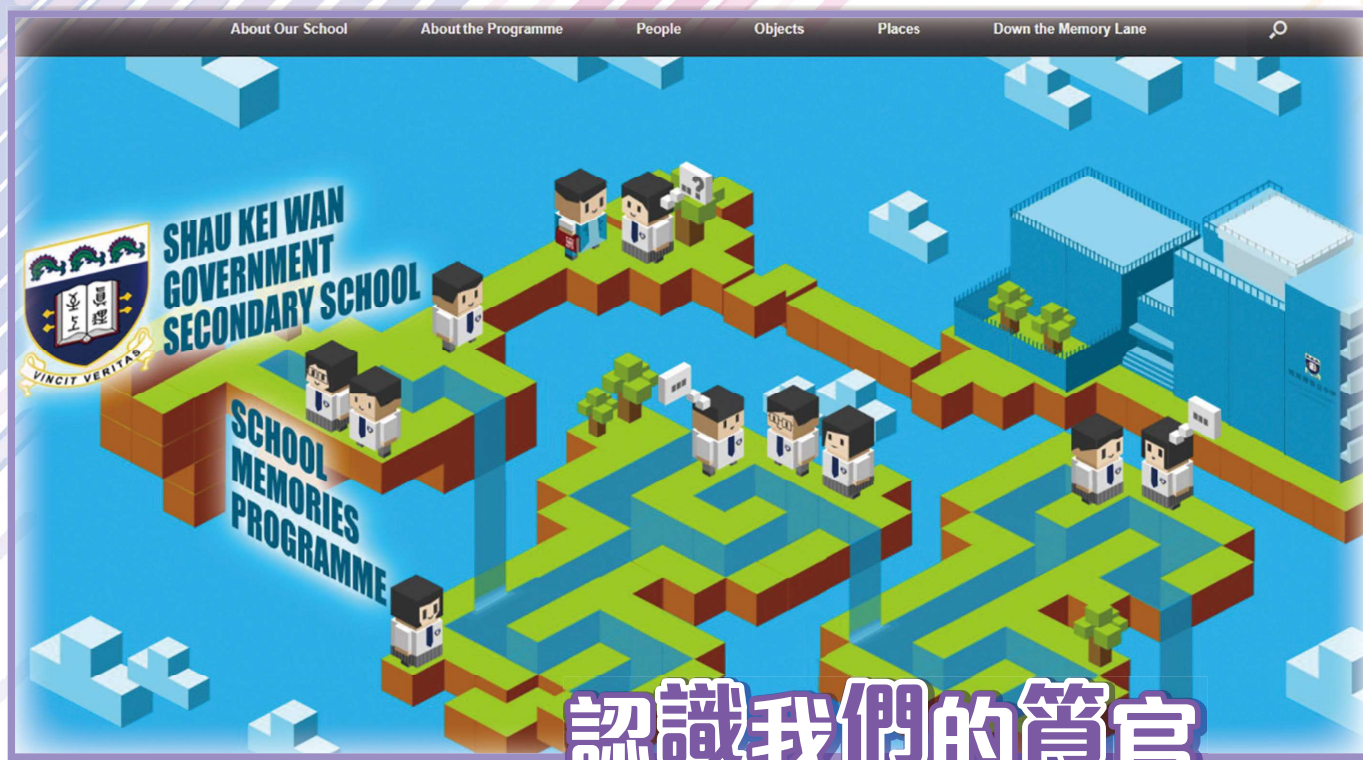 About Our School
About the Programme
People
Objects
Places
Down the Memory Lane
SHAU KEI WAN
GOVERNMENT
SECONDARY SCHOOL
VINCIT VERITAS
SCHOOL
MEMORIES
PROGRAMME
?
認識我們的筲官